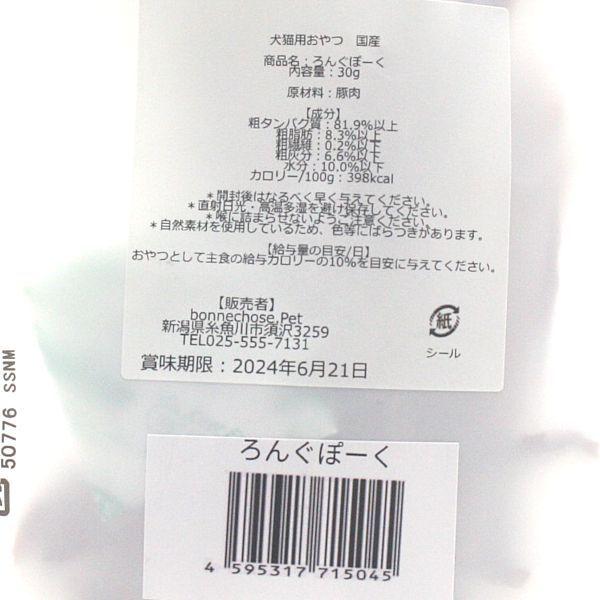 犬猫用おやつ　国産
商品名：ろんぐぽーく
内容量：30g
原材料：豚肉
【成分】
粗タンパク質：81.9%以上
粗脂肪：8.3%以上
粗繊維：0.2%以下
粗灰分：6.6%以下
水分：10.0%以下
カロリー/100g：398kcal
＊開封後はなるべく早く与えてください。
＊直射日光・高温多湿を避け保存してください。
＊喉に詰まらせないようご注意ください。
＊自然素材を使用しているため、色等にばらつきがあります。
【給与量の目安/日】
おやつとして主食の給与カロリーの10%を目安に与えてください。
【販売者】
bonnechose.Pet
新潟県糸魚川市須沢3259
TEL025-555-7131
賞味期限：2024年6月21日
紙
シール
50776 SSNM
ろんぐぽーく
4 595317 715045